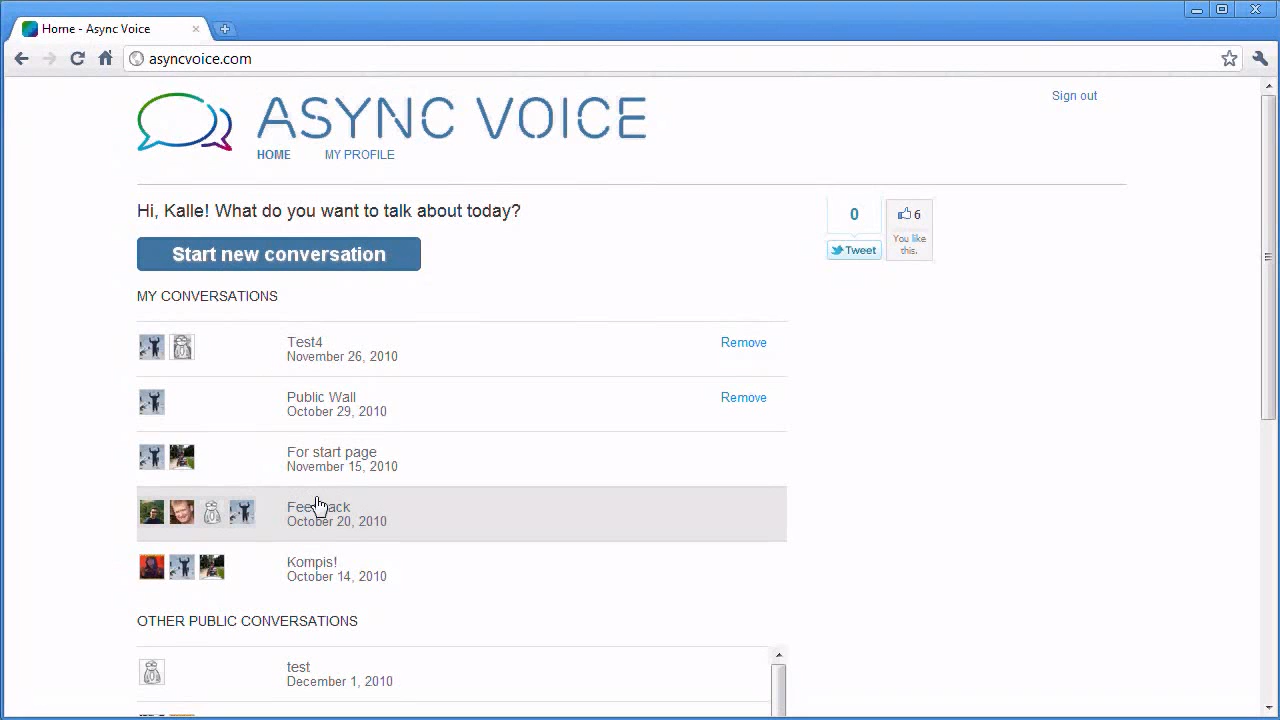 Home - Async Voice
asyncvoice.com
ASYNC VOICE
Sign out
HOME
MY PROFILE
Hi, Kalle! What do you want to talk about today?
0
6
Tweet
You like
this.
Start new conversation
MY CONVERSATIONS
Test4
Remove
November 26, 2010
Public Wall
Remove
October 29, 2010
For start page
November 15, 2010
Feedback
October 20, 2010
Kompis!
October 14, 2010
OTHER PUBLIC CONVERSATIONS
test
December 1, 2010